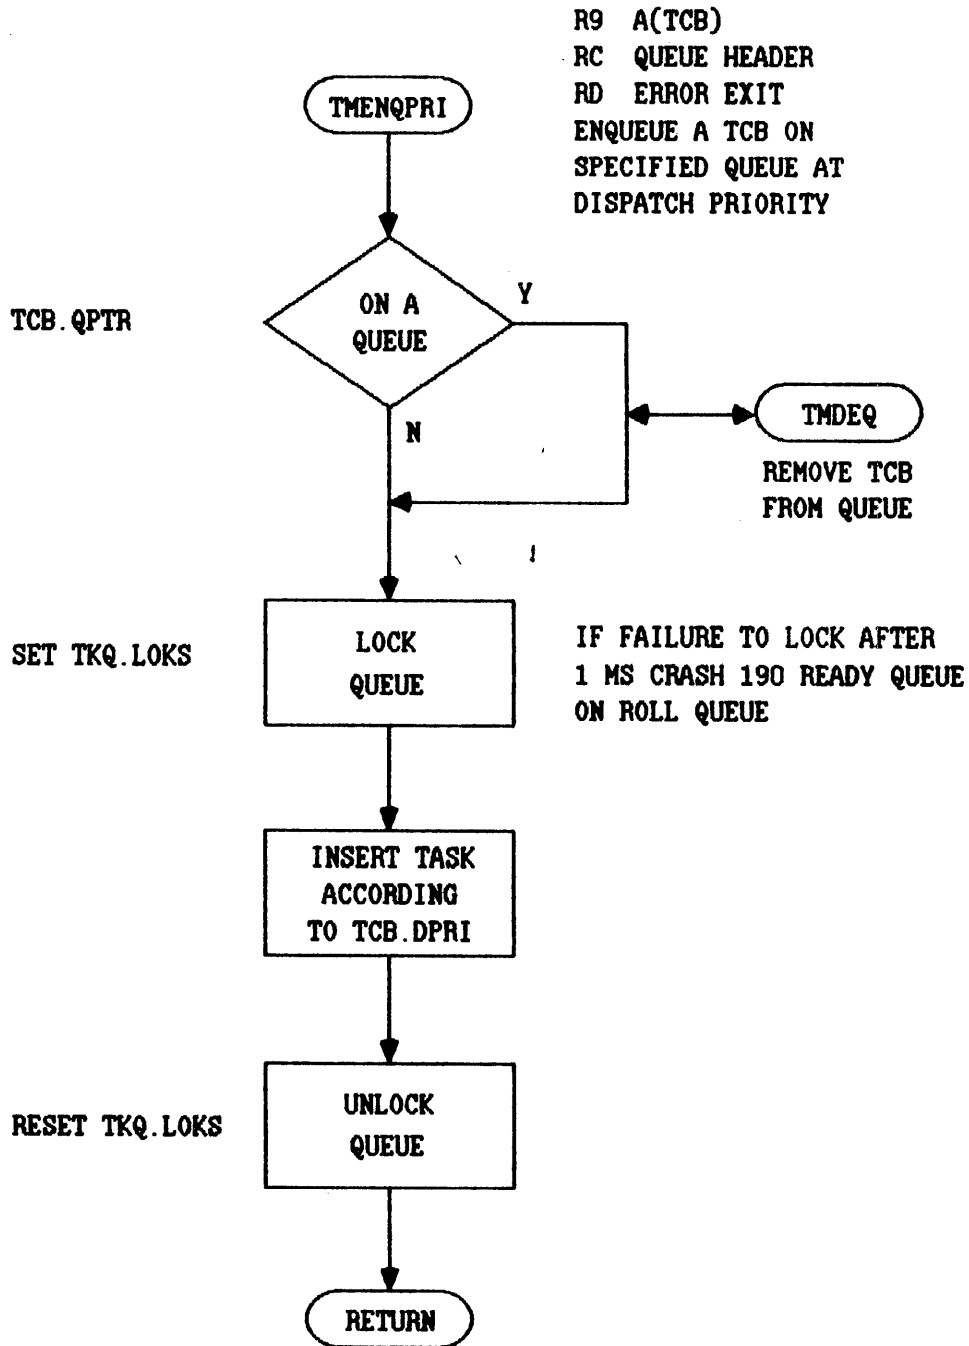 R9 A(TCB)
RC QUEUE HEADER
RD ERROR EXIT
ENQUEUE A TCB ON
SPECIFIED QUEUE AT
DISPATCH PRIORITY
TMENQPRI
TCB.QPTR
ON A
QUEUE
Y
N
TMDEQ
REMOVE TCB
FROM QUEUE
SET TKQ.LOKS
LOCK
QUEUE
IF FAILURE TO LOCK AFTER
1 MS CRASH 190 READY QUEUE
ON ROLL QUEUE
INSERT TASK
ACCORDING
TO TCB.DPRI
RESET TKQ.LOKS
UNLOCK
QUEUE
RETURN